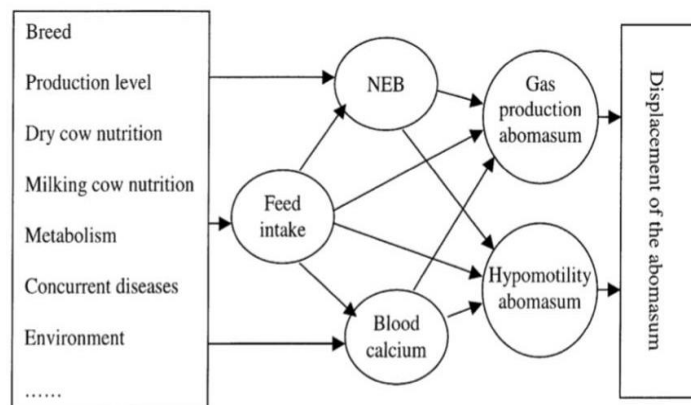 Breed
Production level
Dry cow nutrition
Milking cow nutrition
Metabolism
Concurrent diseases
Environment
......
NEB
Feed
intake
Blood
calcium
Gas
production
abomasum
Hypomotility
abomasum
Displacement of the abomasum